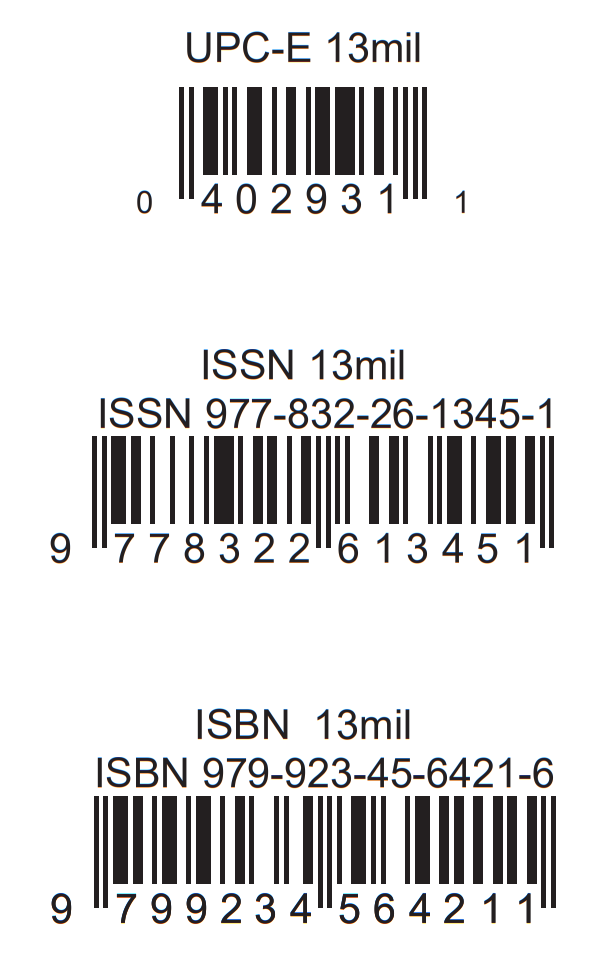 UPC-E 13mil
0 402931 1
ISSN 13mil
ISSN 977-832-26-1345-1
9 778322 613451
ISBN 13mil
ISBN 979-923-45-6421-6
9 799234 564211